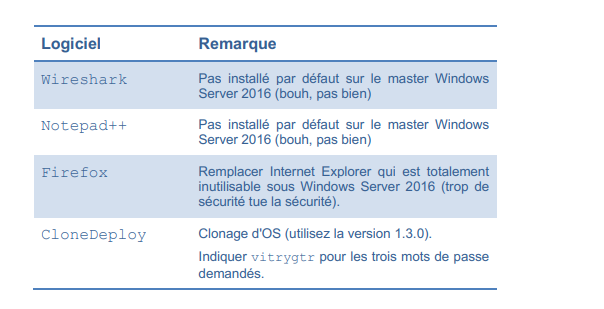 Logiciel Remarque
Wireshark Pas installé par défaut sur le master Windows
Server 2016 (bouh, pas bien)
Notepad++ Pas installé par défaut sur le master Windows
Server 2016 (bouh, pas bien)
Firefox Remplacer Internet Explorer qui est totalement
inutilisable sous Windows Server 2016 (trop de
sécurité tue la sécurité).
CloneDeploy Clonage d'OS (utilisez la version 1.3.0).
Indiquer vitrygtr pour les trois mots de passe
demandés.